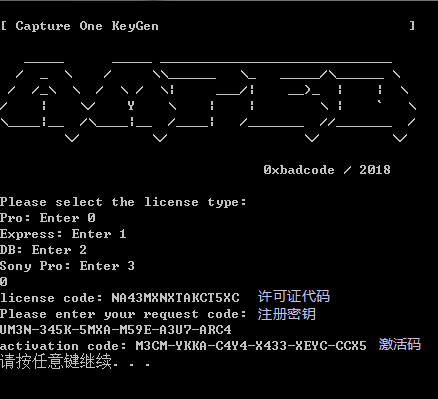 [ Capture One KeyGen ]
0xbadcode / 2018
Please select the license type:
Pro: Enter 0
Express: Enter 1
DB: Enter 2
Sony Pro: Enter 3
0
license code: NA43MXNXTAKCT5XC 许可证代码
Please enter your request code: 注册密钥
UM3N-345K-5MXA-M59E-A3U7-ARC4
activation code: M3CM-YKKA-C4Y4-X433-XEYC-CCX5 激活码
请按任意键继续. . .